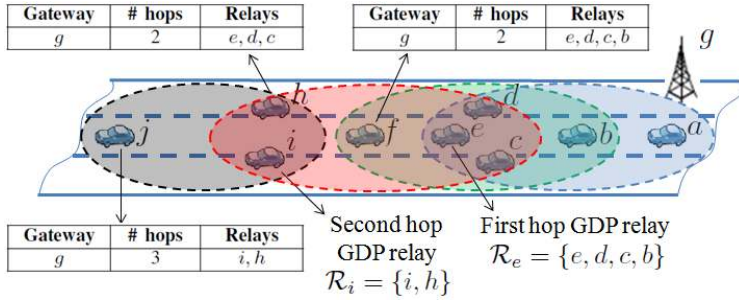 Gateway # hops Relays
g 2 e, d, c
Gateway # hops Relays
g 2 e, d, c, b
g
h d
j i f e c b a
Gateway # hops Relays
g 3 i, h
Second hop
GDP relay
ℛᵢ = {i, h}
First hop GDP relay
ℛₑ = {e, d, c, b}